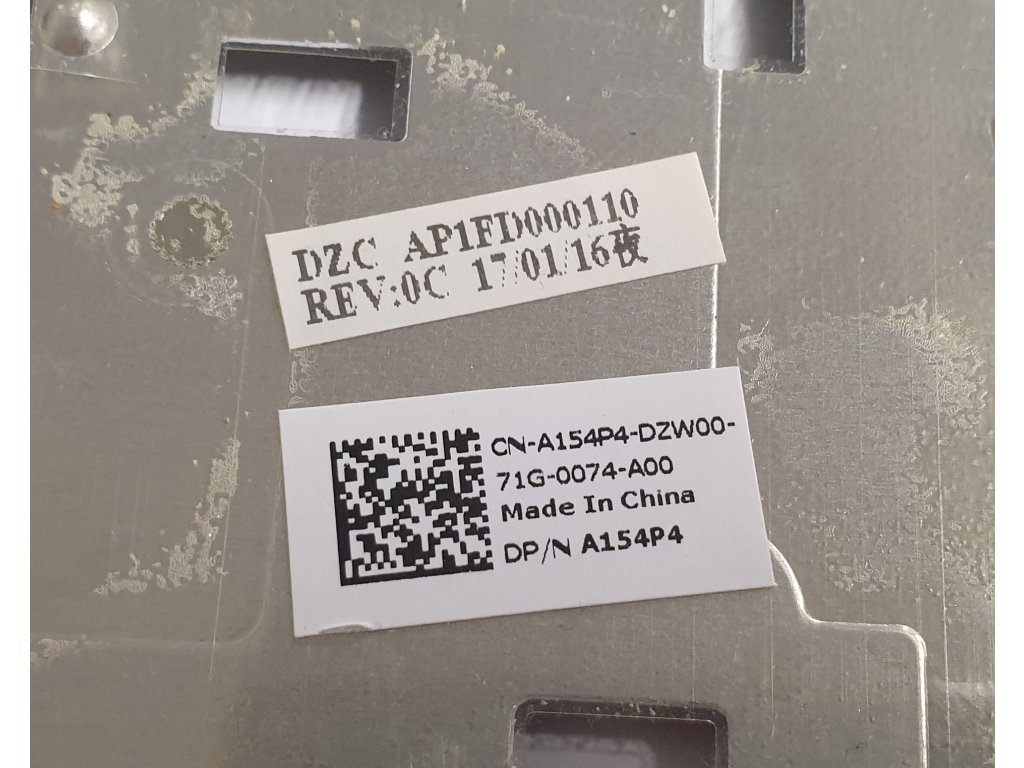 DZC AP1FD000110
REV:0C 17/01/16夜
CN-A154P4-DZW00-
71G-0074-A00
Made In China
DP/N A154P4